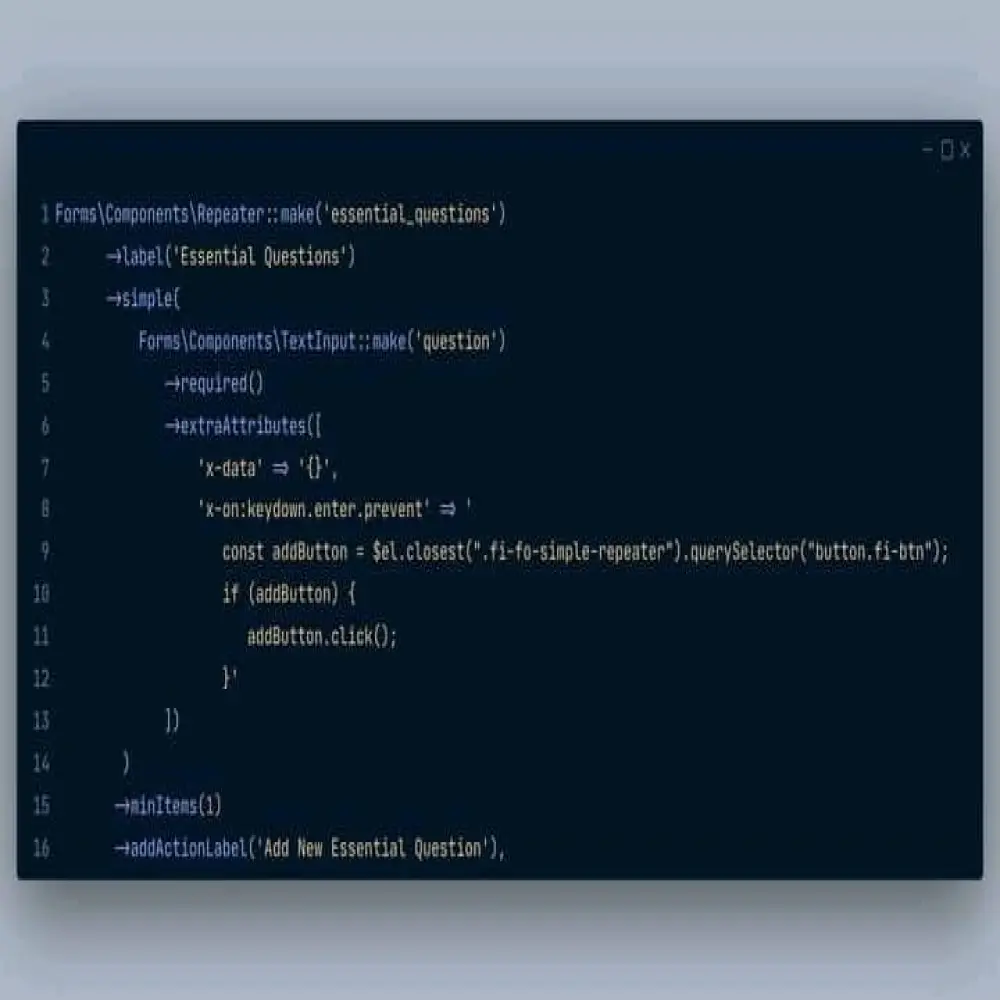 1 Forms\Components\Repeater::make('essential_questions')
2 ->label('Essential Questions')
3 ->simple(
4 Forms\Components\TextInput::make('question')
5 ->required()
6 ->extraAttributes([
7 'x-data' => '{}',
8 'x-on:keydown.enter.prevent' => '
9 const addButton = $el.closest(".fi-fo-simple-repeater").querySelector("button.fi-btn");
10 if (addButton) {
11 addButton.click();
12 }'
13 ])
14 )
15 ->minItems(1)
16 ->addActionLabel('Add New Essential Question'),